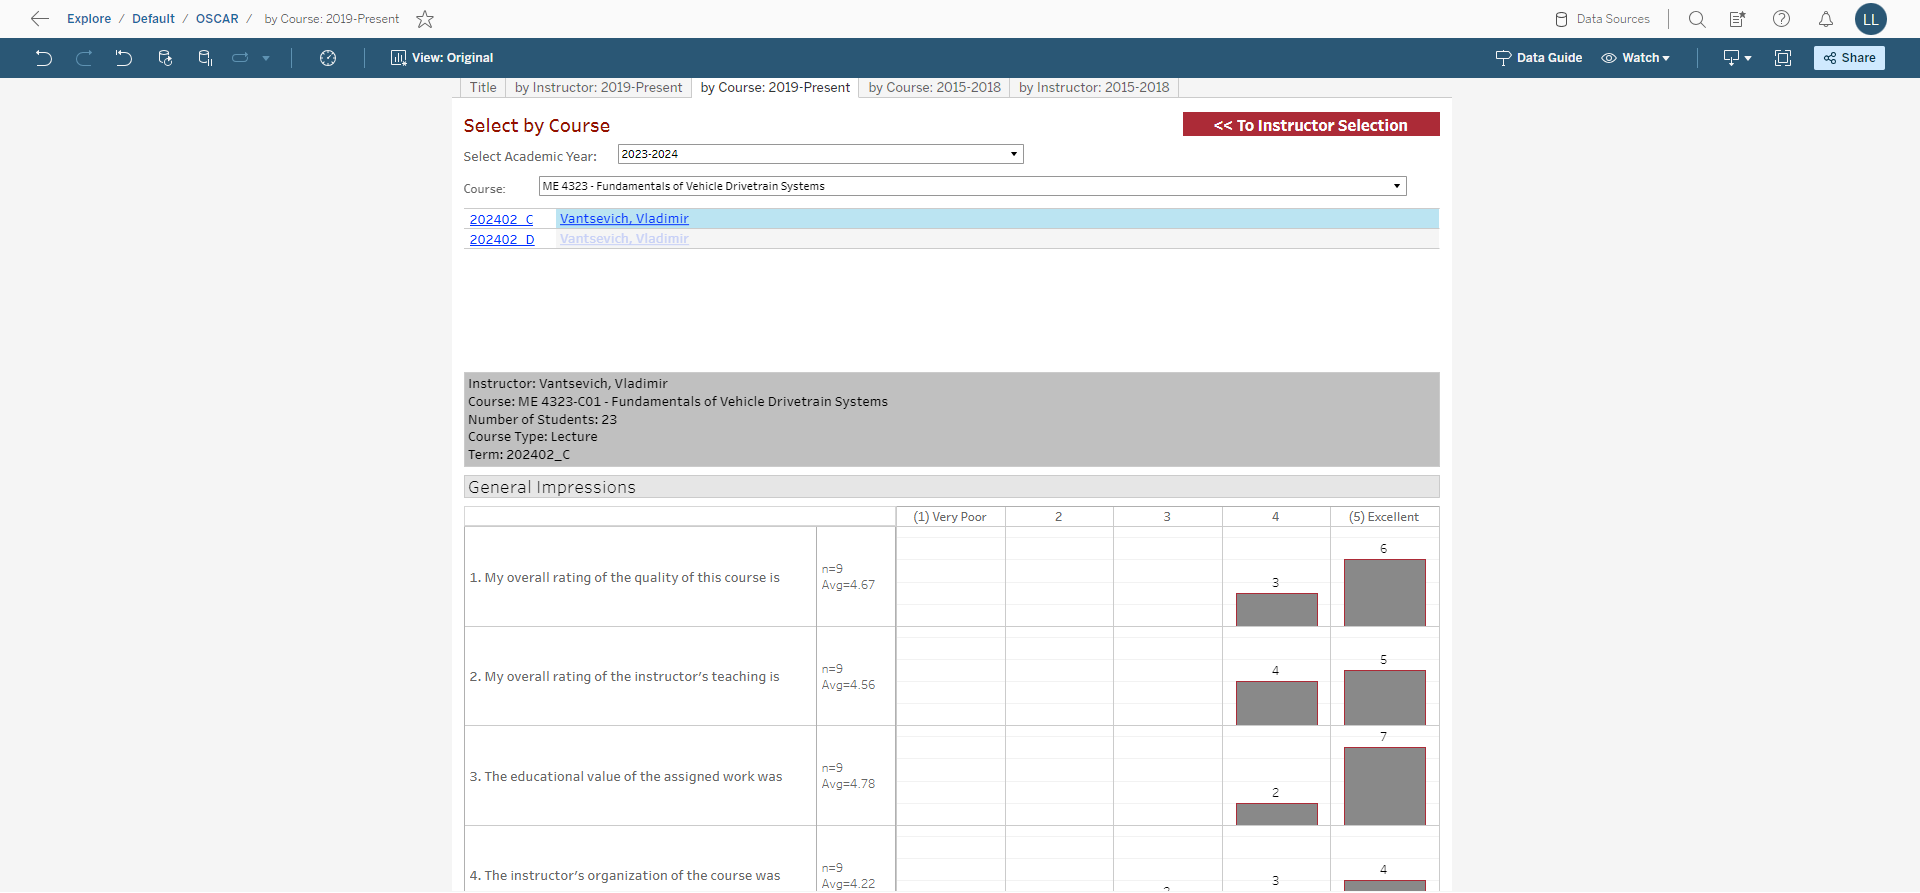 Explore / Default / OSCAR / by Course: 2019-Present
Data Sources
LL
View: Original
Data Guide
Watch
Share
Title
by Instructor: 2019-Present
by Course: 2019-Present
by Course: 2015-2018
by Instructor: 2015-2018
Select by Course
<< To Instructor Selection
Select Academic Year:
2023-2024
Course:
ME 4323 - Fundamentals of Vehicle Drivetrain Systems
202402_C Vantsevich, Vladimir
202402_D Vantsevich, Vladimir
Instructor: Vantsevich, Vladimir
Course: ME 4323-C01 - Fundamentals of Vehicle Drivetrain Systems
Number of Students: 23
Course Type: Lecture
Term: 202402_C
General Impressions
(1) Very Poor 2 3 4 (5) Excellent
1. My overall rating of the quality of this course is
n=9
Avg=4.67
3
6
2. My overall rating of the instructor's teaching is
n=9
Avg=4.56
4
5
3. The educational value of the assigned work was
n=9
Avg=4.78
2
7
4. The instructor's organization of the course was
n=9
Avg=4.22
3
4